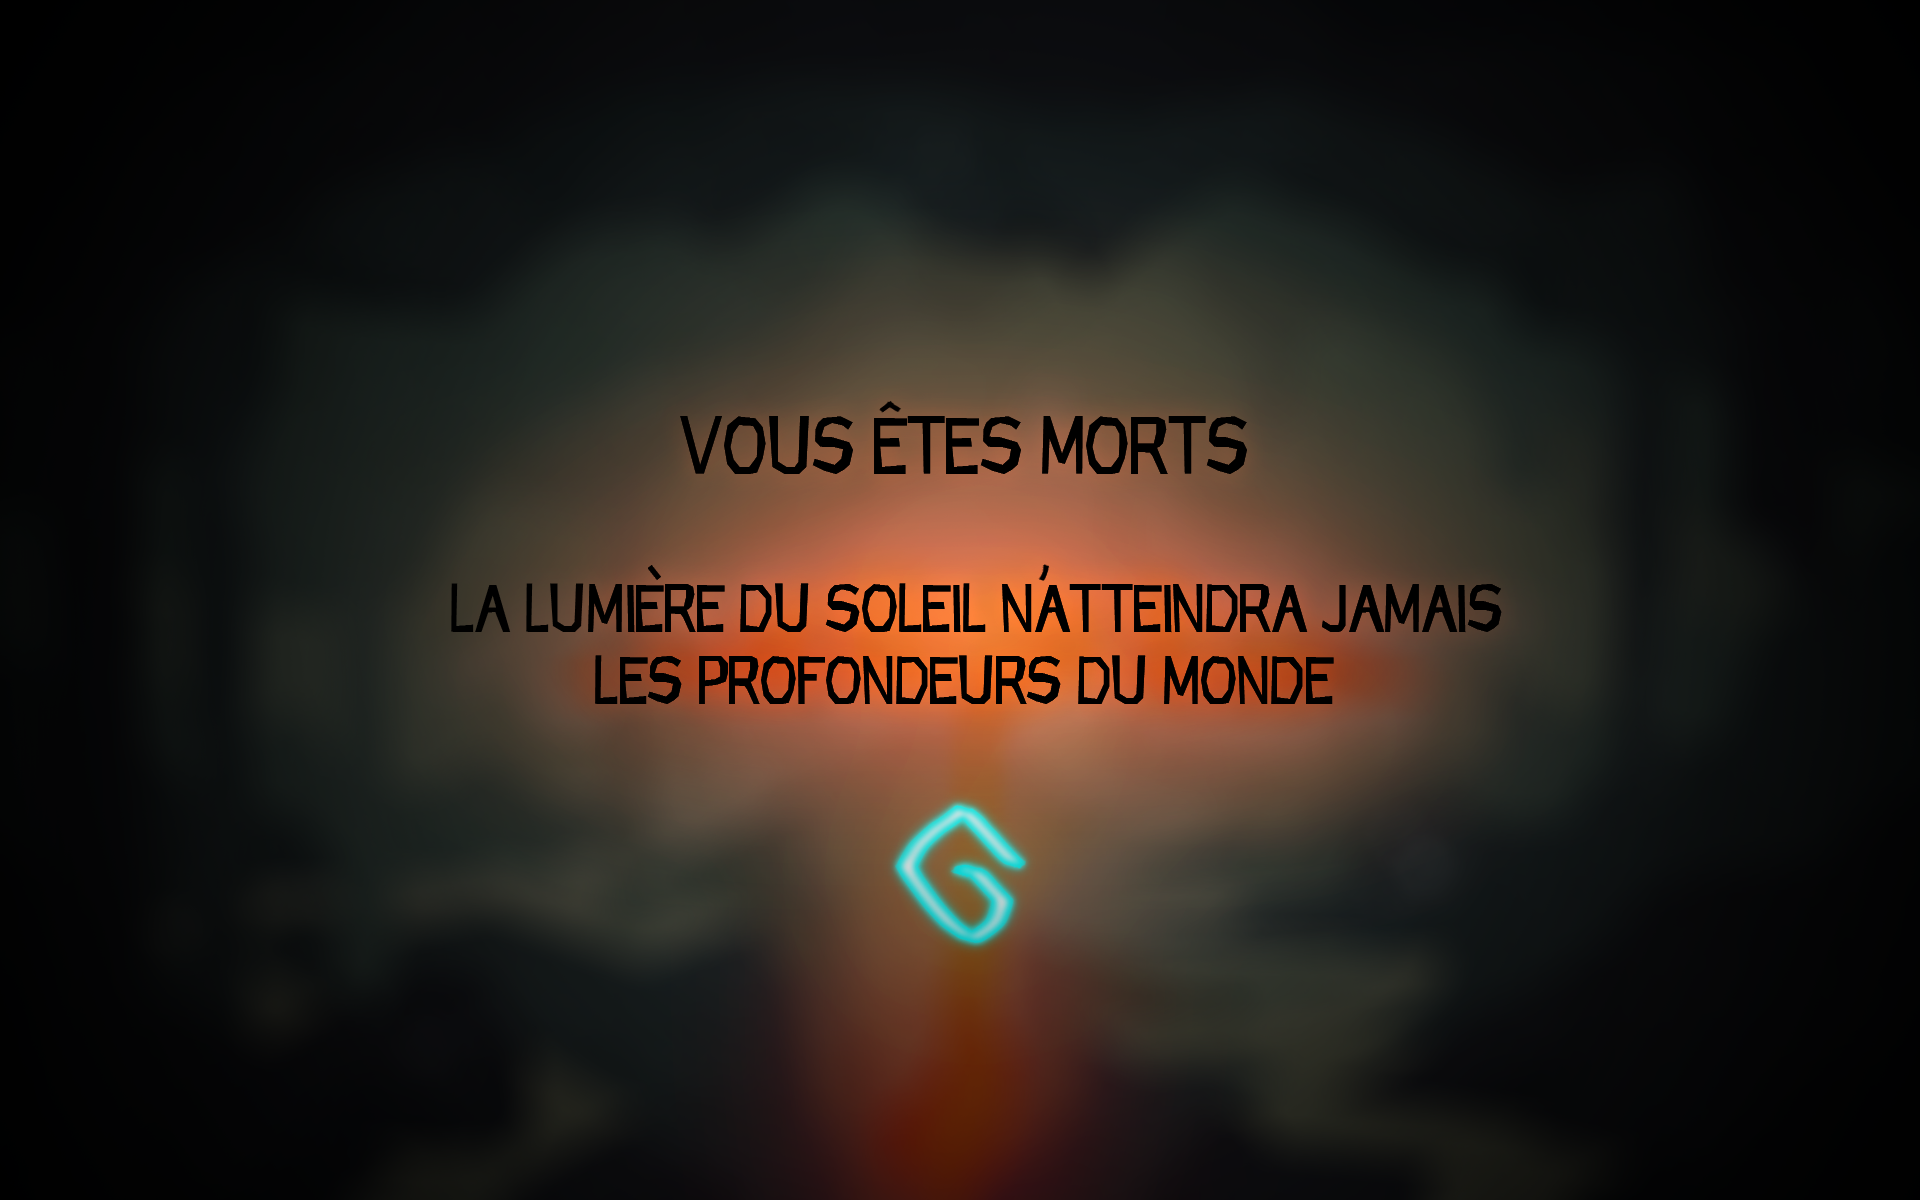 VOUS ÊTES MORTS
LA LUMIÈRE DU SOLEIL N'ATTEINDRA JAMAIS
LES PROFONDEURS DU MONDE